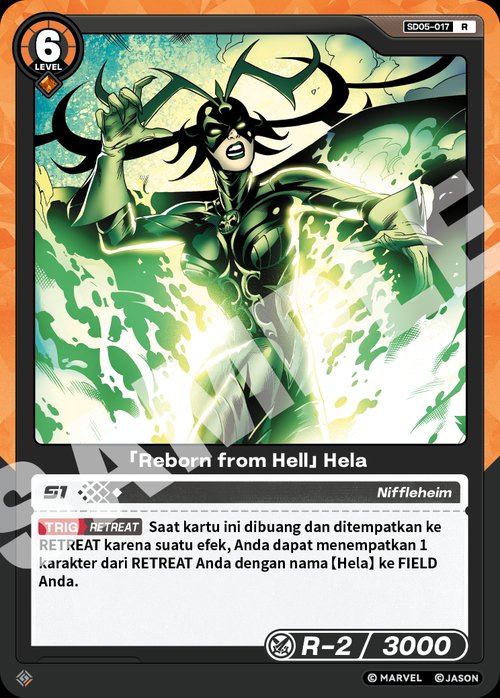 SD05-017 R
6
LEVEL
SAMPLE
「Reborn from Hell」 Hela
S1
Niffleheim
TRIG RETREAT Saat kartu ini dibuang dan ditempatkan ke
RETREAT karena suatu efek, Anda dapat menempatkan 1
karakter dari RETREAT Anda dengan nama【Hela】ke FIELD
Anda.
R-2 / 3000
© MARVEL © JASON